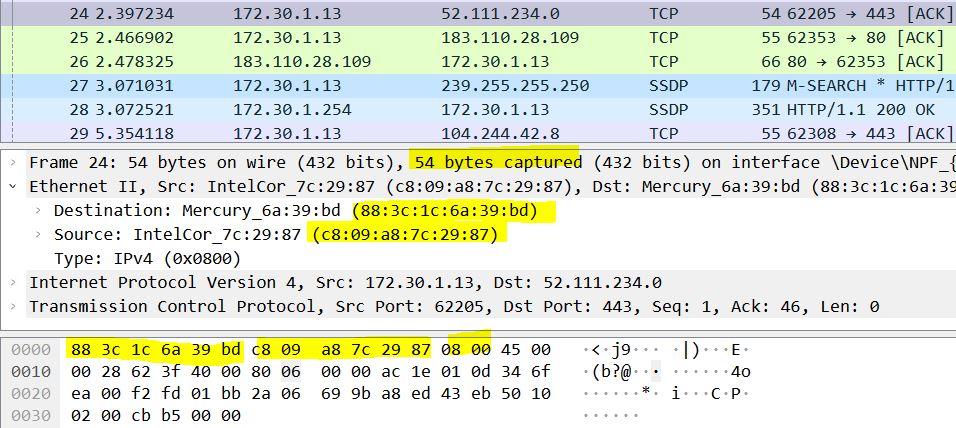 24 2.397234 172.30.1.13 52.111.234.0 TCP 54 62205 → 443 [ACK]
25 2.466902 172.30.1.13 183.110.28.109 TCP 55 62353 → 80 [ACK]
26 2.478325 183.110.28.109 172.30.1.13 TCP 66 80 → 62353 [ACK]
27 3.071031 172.30.1.13 239.255.255.250 SSDP 179 M-SEARCH * HTTP/1
28 3.072521 172.30.1.254 172.30.1.13 SSDP 351 HTTP/1.1 200 OK
29 5.354118 172.30.1.13 104.244.42.8 TCP 55 62308 → 443 [ACK]
Frame 24: 54 bytes on wire (432 bits), 54 bytes captured (432 bits) on interface \Device\NPF_{
Ethernet II, Src: IntelCor_7c:29:87 (c8:09:a8:7c:29:87), Dst: Mercury_6a:39:bd (88:3c:1c:6a:39
Destination: Mercury_6a:39:bd (88:3c:1c:6a:39:bd)
Source: IntelCor_7c:29:87 (c8:09:a8:7c:29:87)
Type: IPv4 (0x0800)
Internet Protocol Version 4, Src: 172.30.1.13, Dst: 52.111.234.0
Transmission Control Protocol, Src Port: 62205, Dst Port: 443, Seq: 1, Ack: 46, Len: 0
0000 88 3c 1c 6a 39 bd c8 09 a8 7c 29 87 08 00 45 00 ·<·j9··· ·|)···E·
0010 00 28 62 3f 40 00 80 06 00 00 ac 1e 01 0d 34 6f ·(b?@··· ······4o
0020 ea 00 f2 fd 01 bb 2a 06 69 9b a8 ed 43 eb 50 10 ······*· i···C·P·
0030 02 00 cb b5 00 00 ······